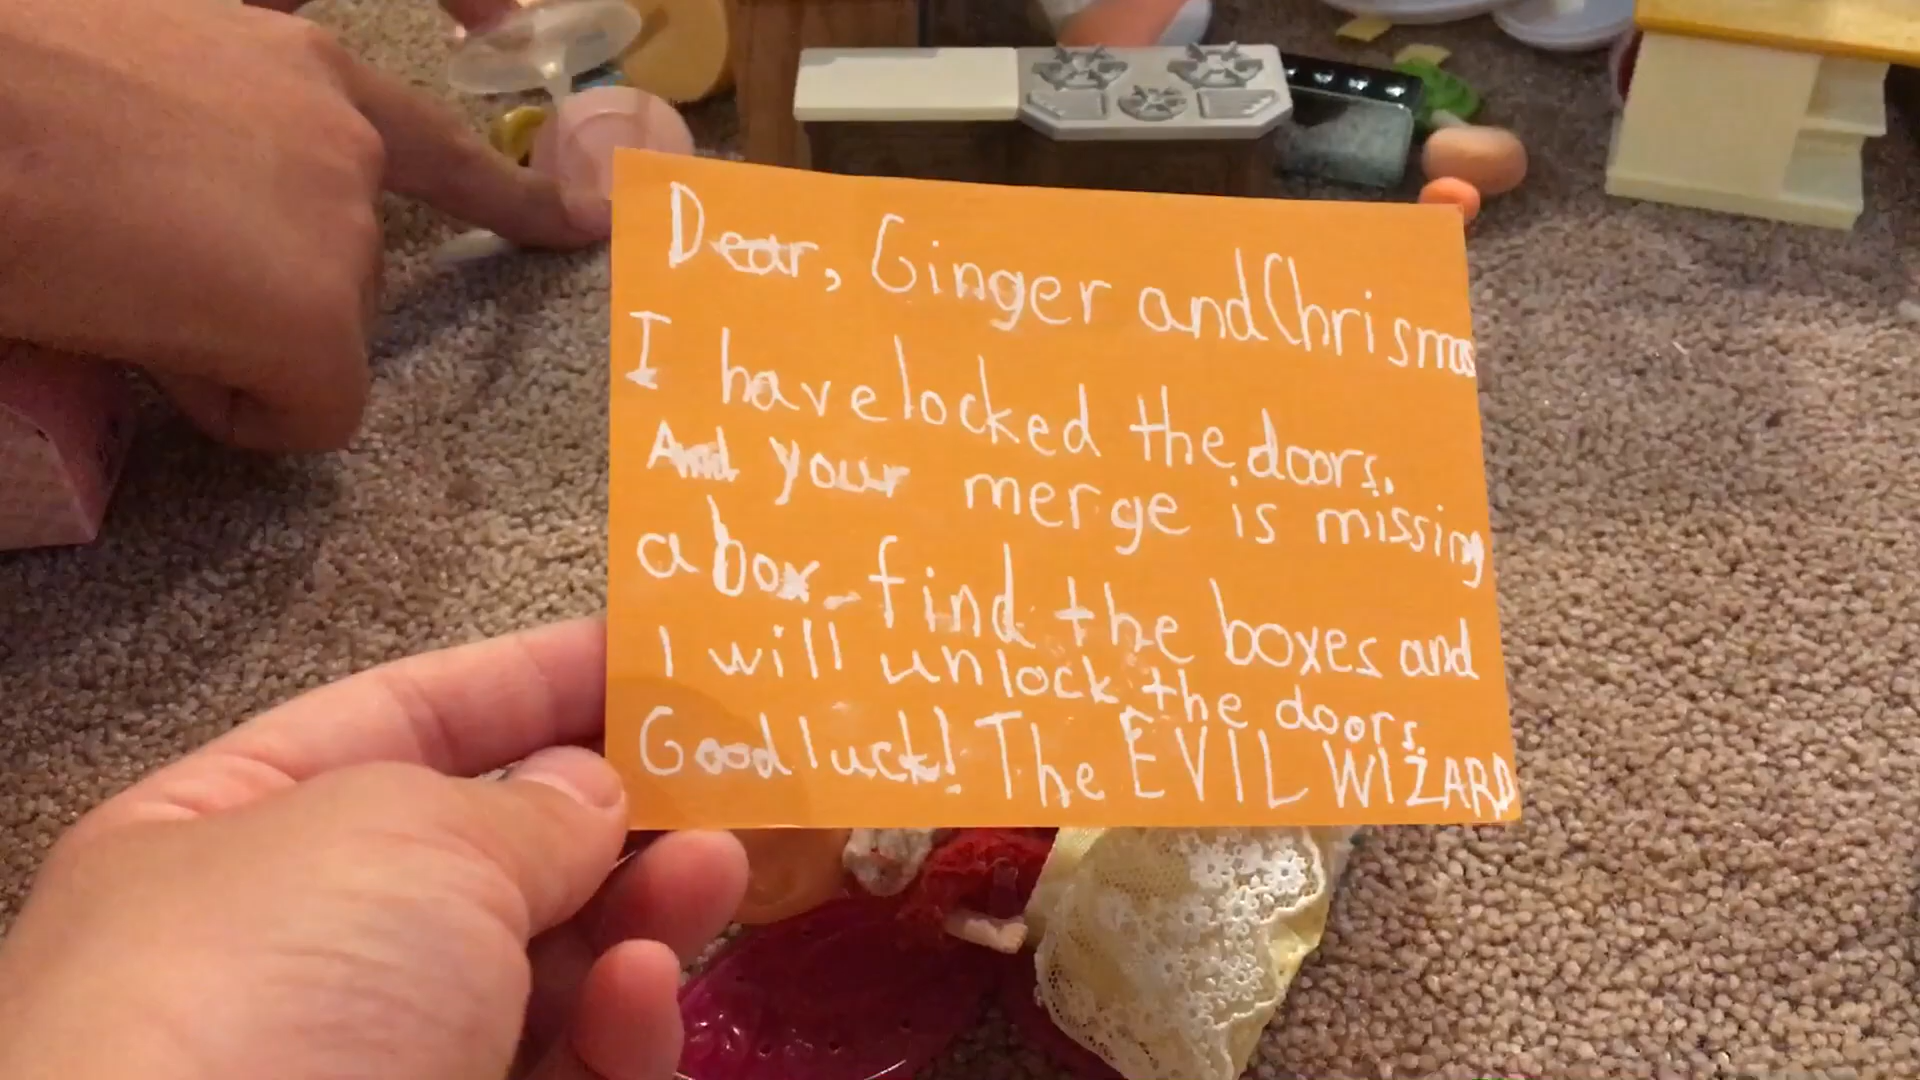 Dear, Ginger and Chrismas
I have locked the doors.
And your merge is missing
a box. find the boxes and
I will unlock the doors.
Good luck! The EVIL WIZARD